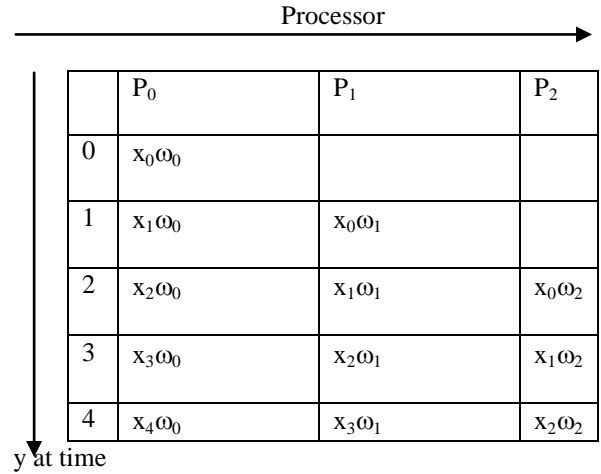 Processor
P₀ P₁ P₂
0 x₀ω₀
1 x₁ω₀ x₀ω₁
2 x₂ω₀ x₁ω₁ x₀ω₂
3 x₃ω₀ x₂ω₁ x₁ω₂
4 x₄ω₀ x₃ω₁ x₂ω₂
y at time